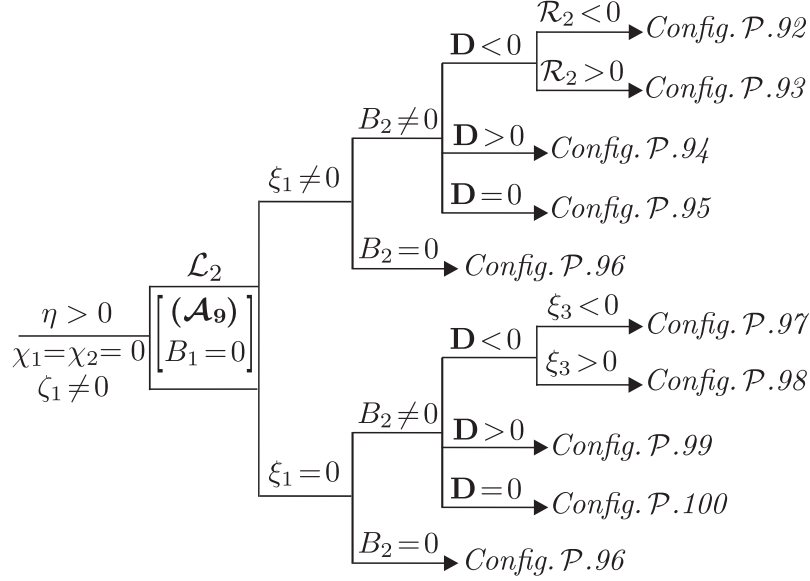 R₂ < 0
Config. P.92
D < 0
R₂ > 0
Config. P.93
B₂ ≠ 0
D > 0
Config. P.94
ξ₁ ≠ 0
D = 0
Config. P.95
B₂ = 0
Config. P.96
L₂
η > 0
(A₉)
χ₁ = χ₂ = 0
[B₁ = 0]
ζ₁ ≠ 0
ξ₃ < 0
Config. P.97
D < 0
ξ₃ > 0
Config. P.98
B₂ ≠ 0
D > 0
Config. P.99
ξ₁ = 0
D = 0
Config. P.100
B₂ = 0
Config. P.96